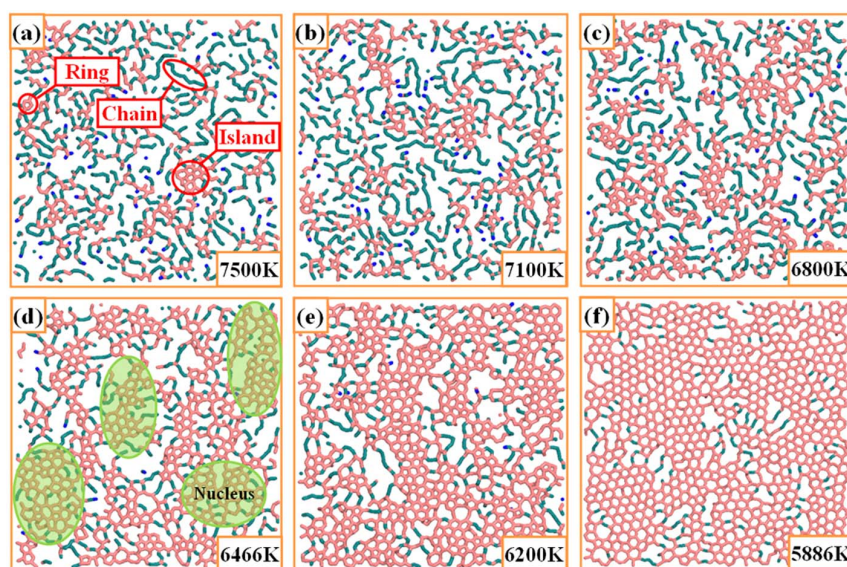 (a)
Ring
Chain
Island
7500K
(b)
7100K
(c)
6800K
(d)
Nucleus
6466K
(e)
6200K
(f)
5886K